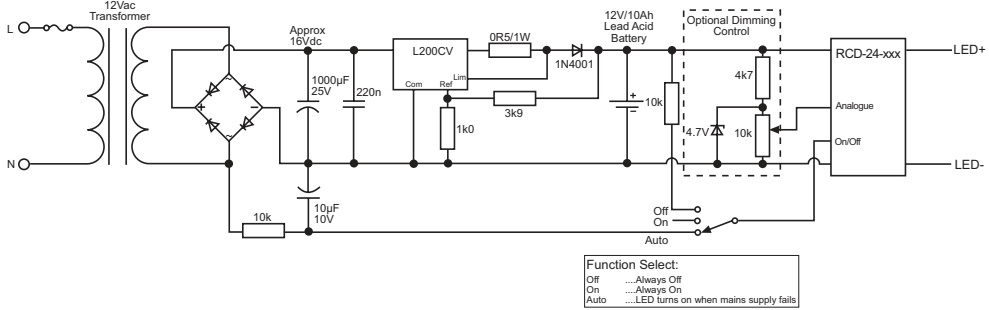 12Vac
Transformer
L
N
Approx
16Vdc
~
+
−
~
1000µF
25V
220n
L200CV
Com
Ref
Lim
0R5/1W
1N4001
3k9
1k0
12V/10Ah
Lead Acid
Battery
+
−
10k
Optional Dimming
Control
4k7
4.7V
10k
RCD-24-xxx
Analogue
On/Off
LED+
LED-
10µF
10V
10k
Off
On
Auto
Function Select:
Off ....Always Off
On ....Always On
Auto ....LED turns on when mains supply fails